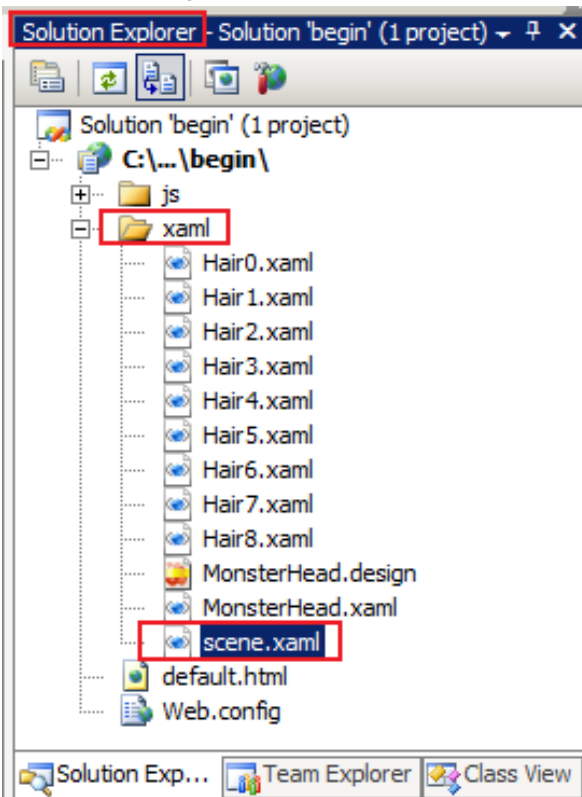 Solution Explorer - Solution 'begin' (1 project)
Solution 'begin' (1 project)
C:\...\begin\
js
xaml
Hair0.xaml
Hair1.xaml
Hair2.xaml
Hair3.xaml
Hair4.xaml
Hair5.xaml
Hair6.xaml
Hair7.xaml
Hair8.xaml
MonsterHead.design
MonsterHead.xaml
scene.xaml
default.html
Web.config
Solution Exp... Team Explorer Class View